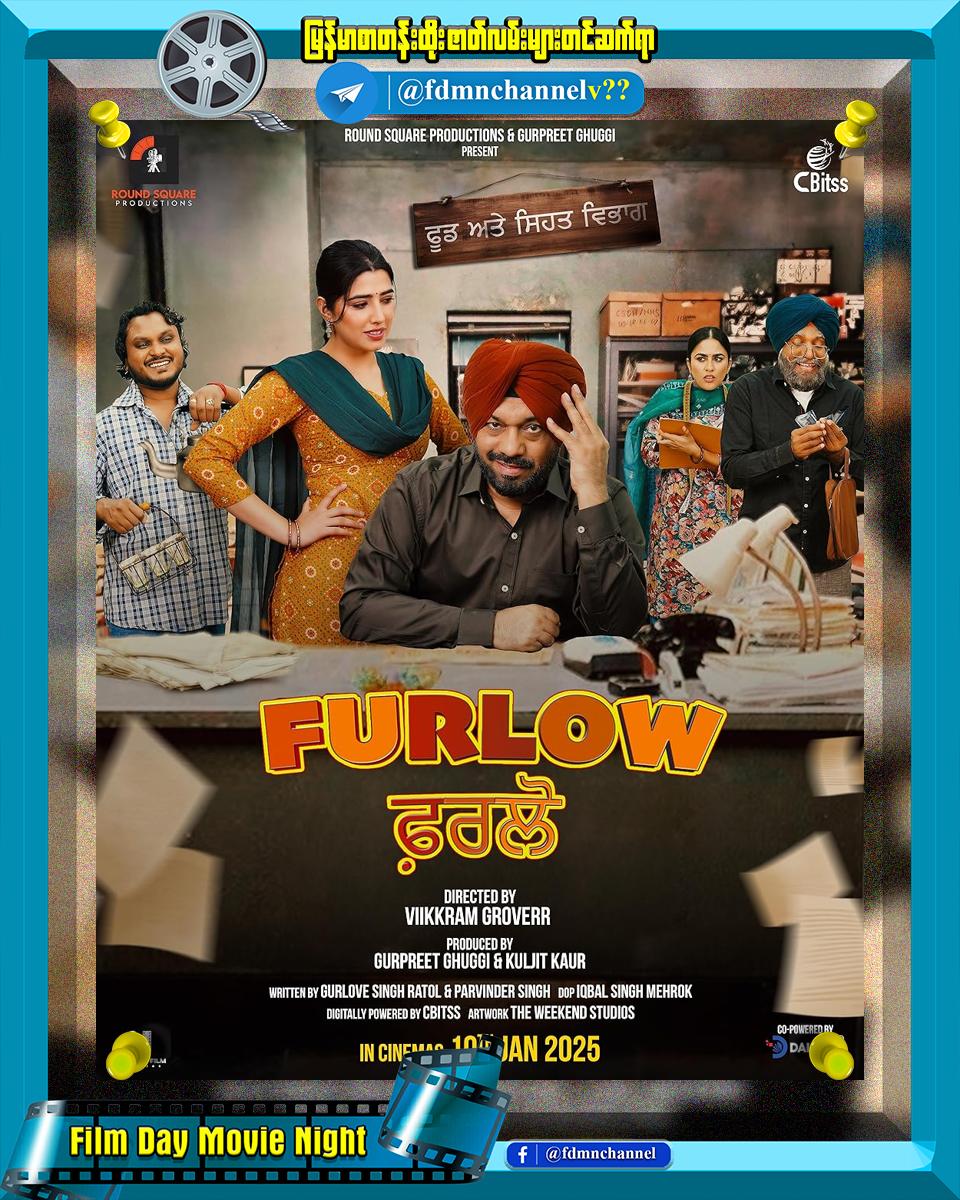 မြန်မာစာတန်းထိုးဇာတ်လမ်းများတင်ဆက်ရာ
@fdmnchannelv??
ROUND SQUARE PRODUCTIONS & GURPREET GHUGGI
PRESENT
ROUND SQUARE
PRODUCTIONS
CBitss
ਫੂਡ ਅਤੇ ਸਿਹਤ ਵਿਭਾਗ
FURLOW
ਫ਼ਰਲੋ
DIRECTED BY
VIIKKRAM GROVERR
PRODUCED BY
GURPREET GHUGGI & KULJIT KAUR
WRITTEN BY GURLOVE SINGH RATOL & PARVINDER SINGH DOP IQBAL SINGH MEHROK
DIGITALLY POWERED BY CBITSS ARTWORK THE WEEKEND STUDIOS
IN CINEMAS JAN 2025
CO-POWERED BY
Film Day Movie Night
@fdmnchannel